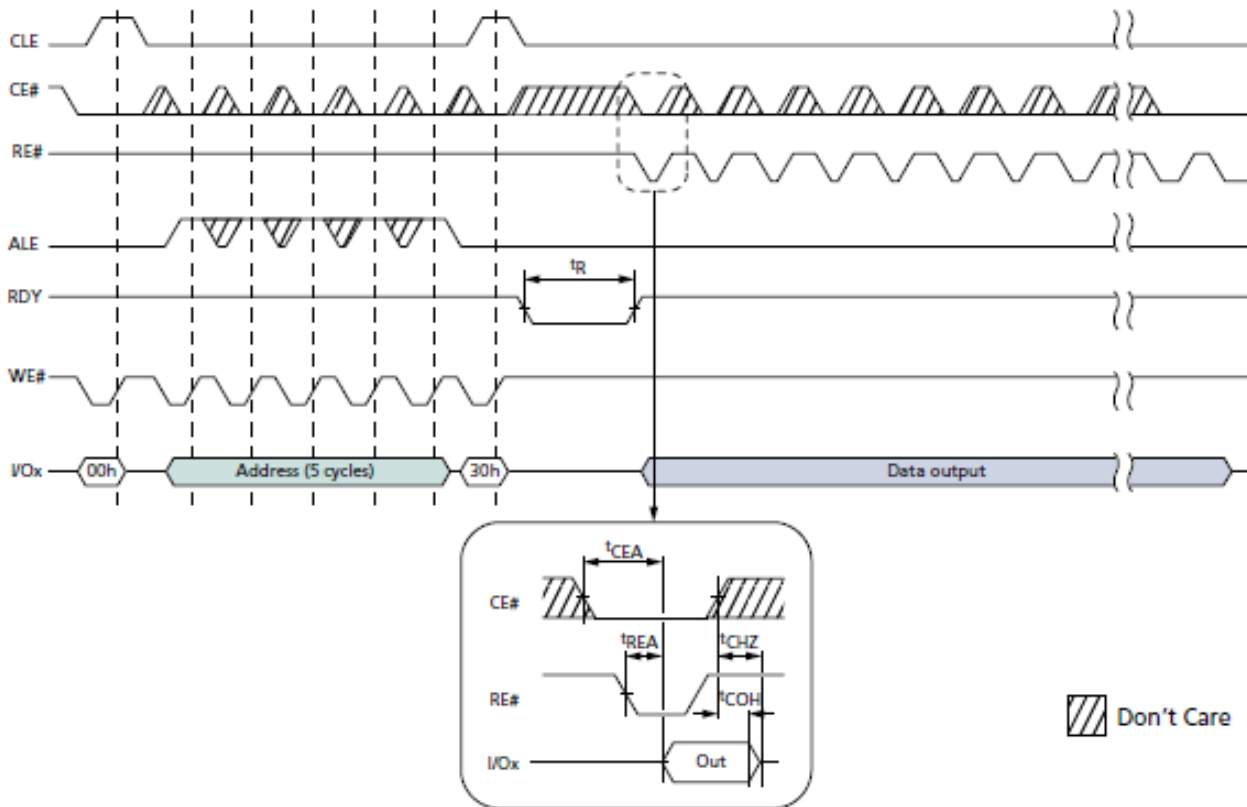 CLE
CE#
RE#
ALE
tR
RDY
WE#
I/Ox 00h Address (5 cycles) 30h Data output
tCEA
CE#
tREA tCHZ
RE# tCOH
Don't Care
I/Ox Out